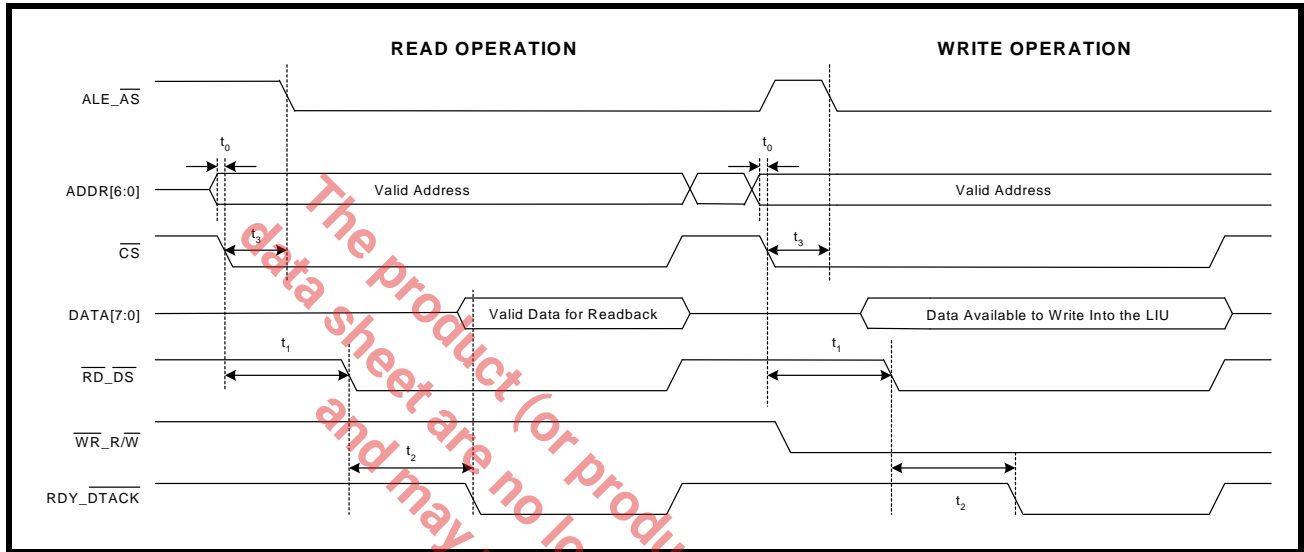 READ OPERATION
WRITE OPERATION
ALE_AS
t0
t0
ADDR[6:0]
Valid Address
Valid Address
CS
t3
t3
DATA[7:0]
Valid Data for Readback
Data Available to Write Into the LIU
t1
t1
RD_DS
WR_R/W
t2
RDY_DTACK
t2
The product (or produ
data sheet are no lo
and may